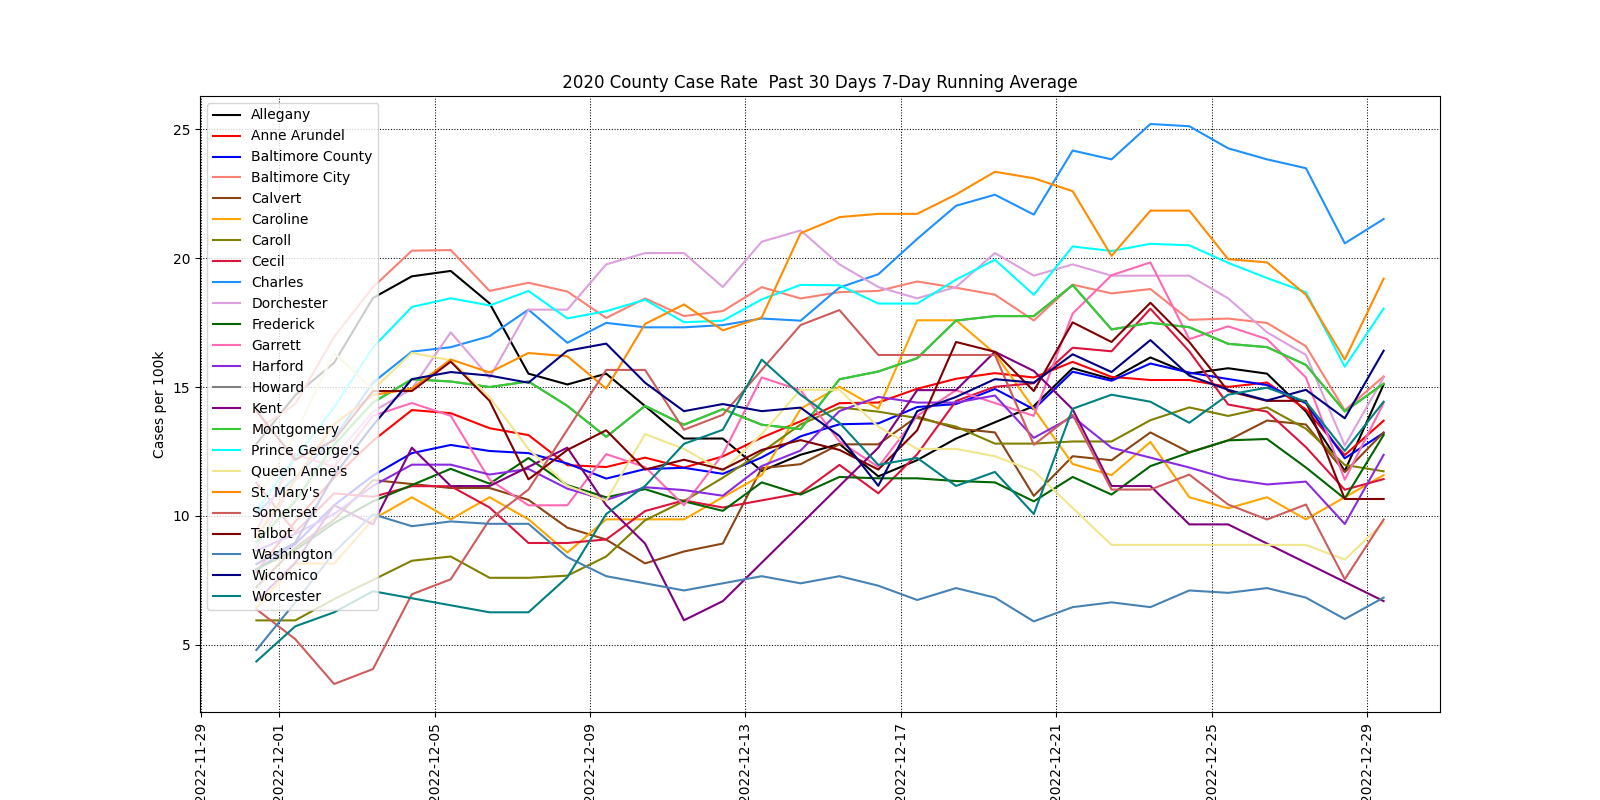 2020 County Case Rate  Past 30 Days 7-Day Running Average
Cases per 100k
25
20
15
10
5
Allegany
Anne Arundel
Baltimore County
Baltimore City
Calvert
Caroline
Caroll
Cecil
Charles
Dorchester
Frederick
Garrett
Harford
Howard
Kent
Montgomery
Prince George's
Queen Anne's
St. Mary's
Somerset
Talbot
Washington
Wicomico
Worcester
2022-11-29
2022-12-01
2022-12-05
2022-12-09
2022-12-13
2022-12-17
2022-12-21
2022-12-25
2022-12-29